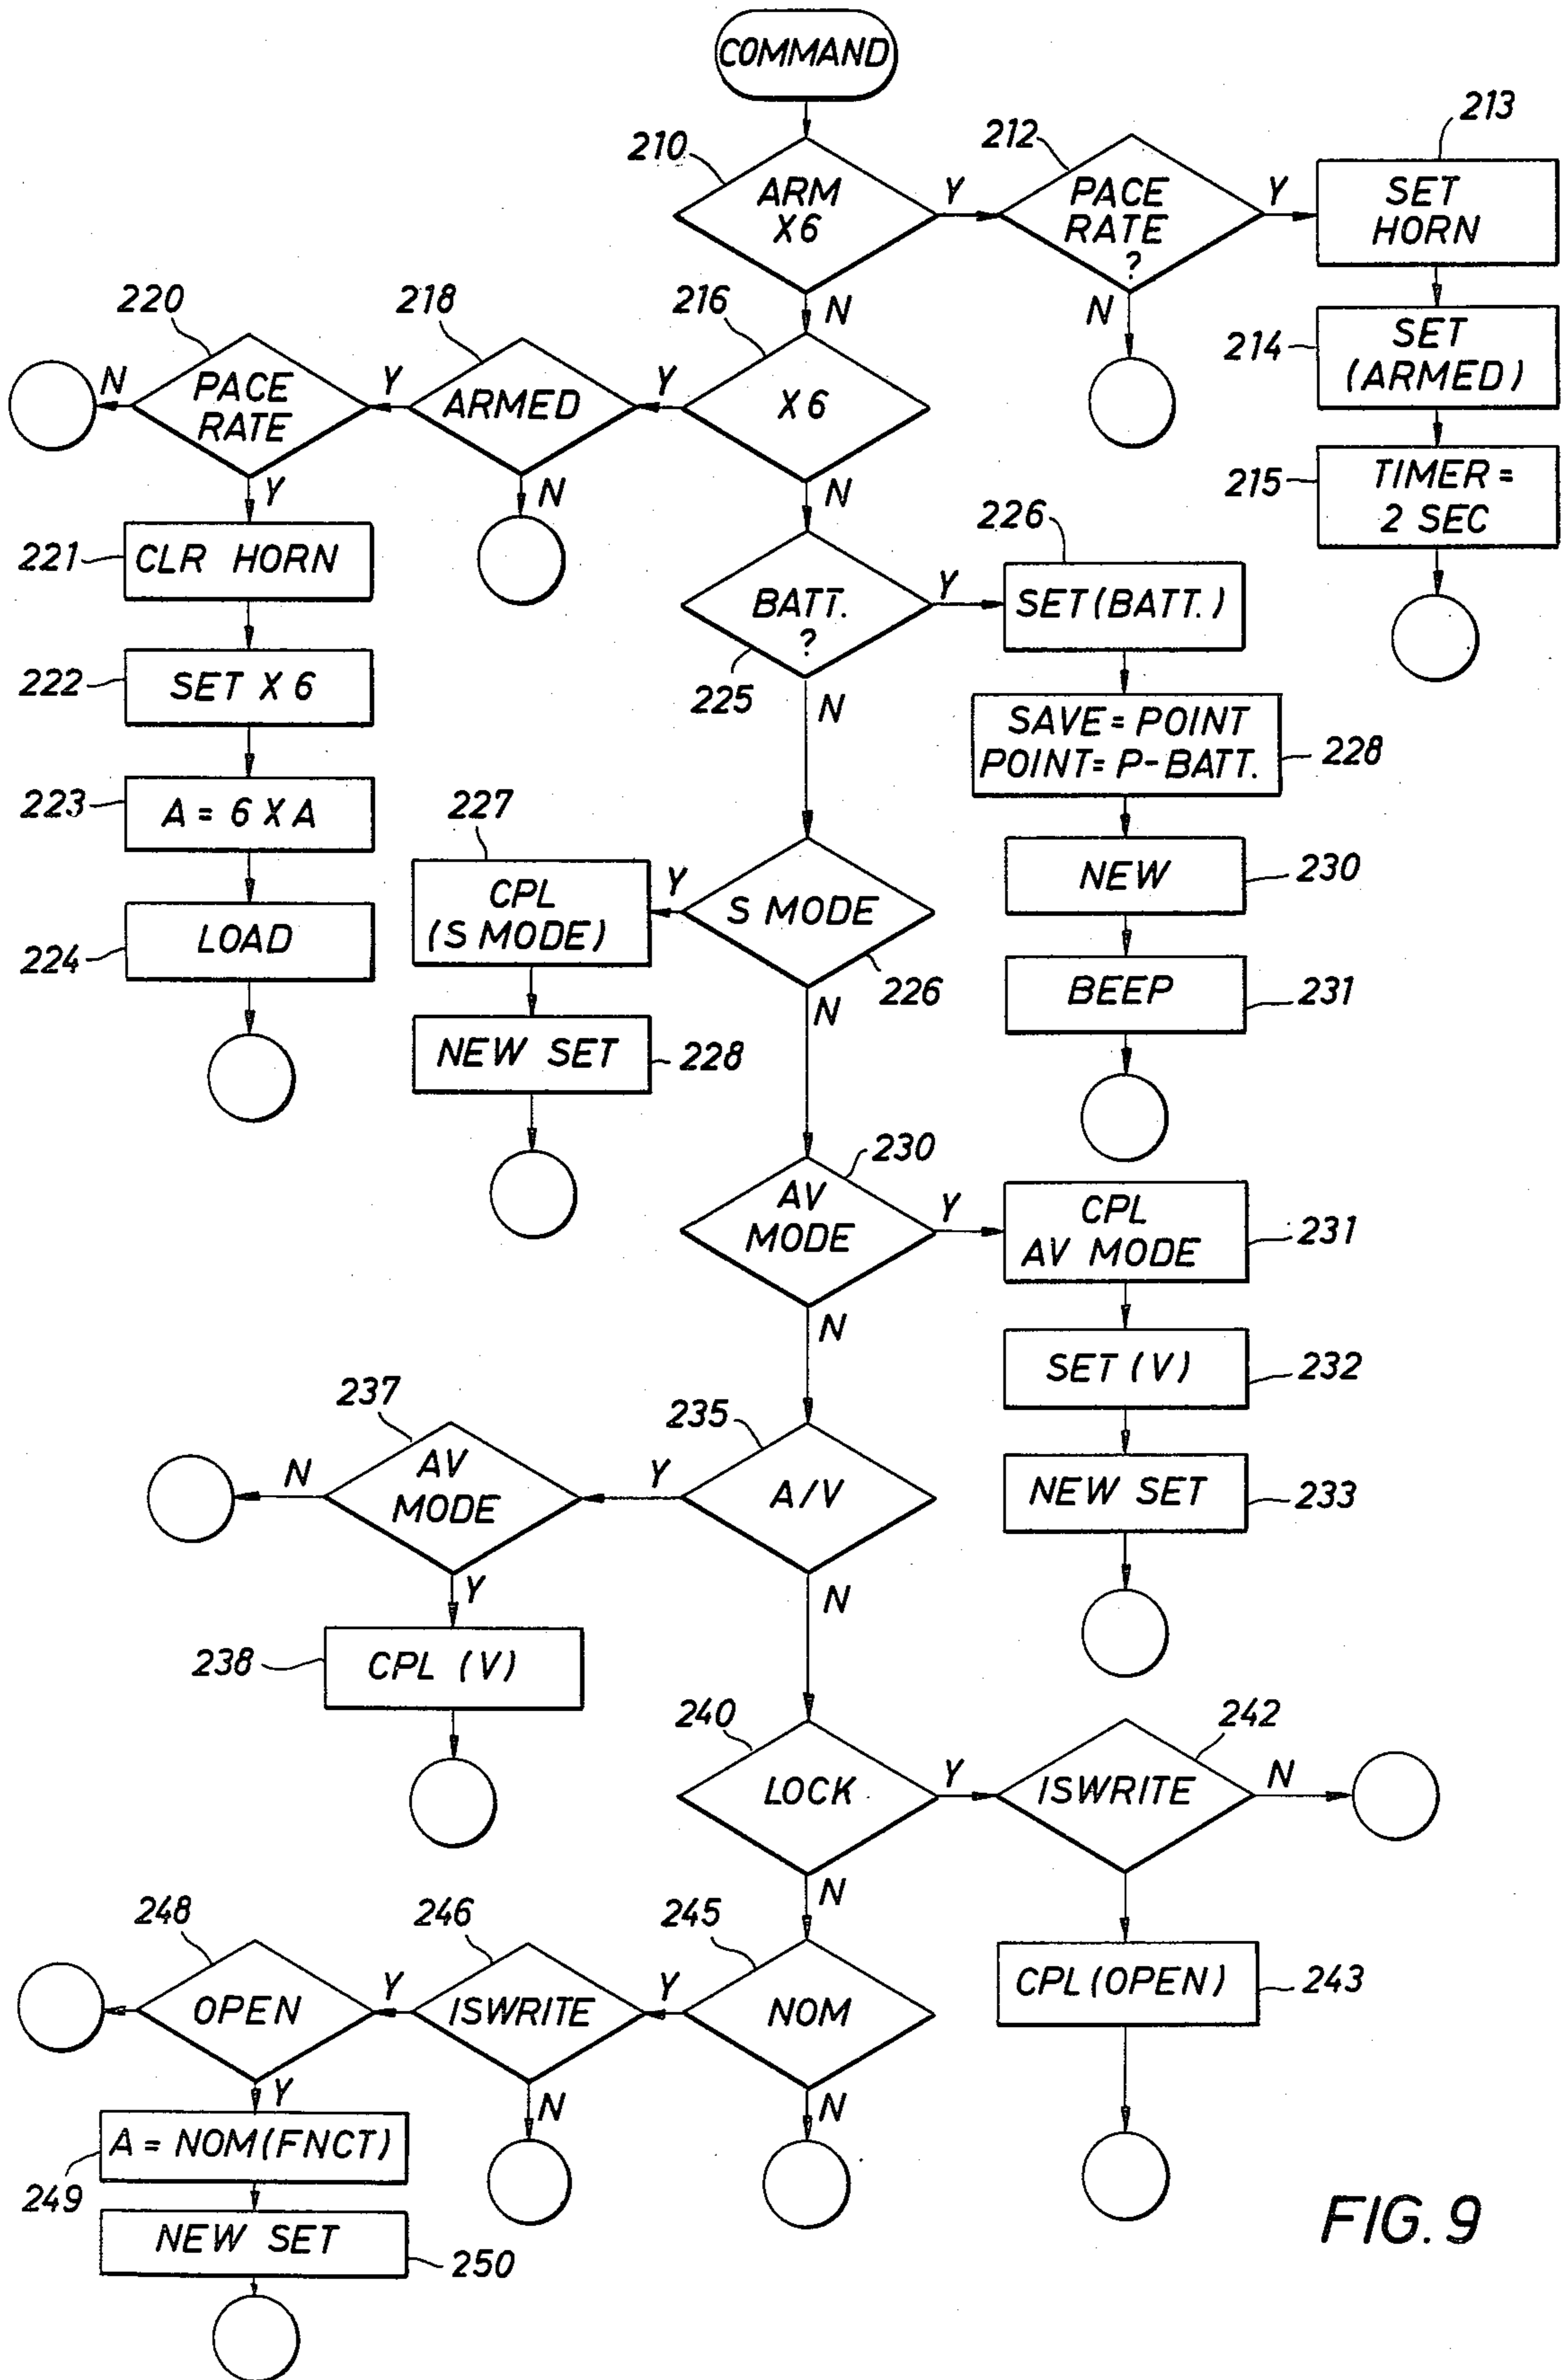 COMMAND
210
ARM
X6
Y
N
212
PACE
RATE
?
Y
N
213
SET
HORN
214
SET
(ARMED)
215
TIMER =
2 SEC
216
X6
Y
N
218
ARMED
Y
N
220
PACE
RATE
N
Y
221
CLR HORN
222
SET X 6
223
A = 6 X A
224
LOAD
BATT.
?
225
Y
N
226
SET (BATT.)
SAVE = POINT
POINT = P-BATT.
228
NEW
230
BEEP
231
S MODE
226
Y
N
227
CPL
(S MODE)
NEW SET
228
230
AV
MODE
Y
N
CPL
AV MODE
231
SET (V)
232
NEW SET
233
235
A/V
Y
N
237
AV
MODE
N
Y
238
CPL (V)
240
LOCK
Y
N
242
ISWRITE
N
CPL (OPEN)
243
245
NOM
Y
N
246
ISWRITE
Y
N
248
OPEN
Y
A = NOM (FNCT)
249
NEW SET
250
FIG. 9